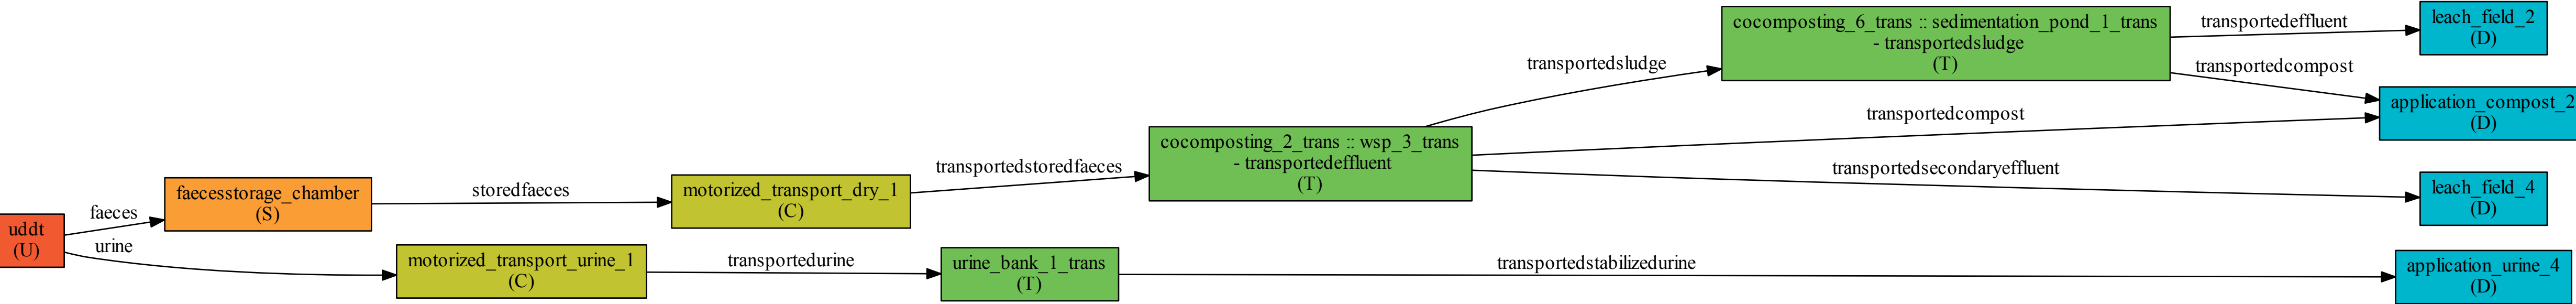 uddt
(U)
faeces
urine
faecesstorage_chamber
(S)
storedfaeces
motorized_transport_urine_1
(C)
motorized_transport_dry_1
(C)
transportedurine
transportedstoredfaeces
urine_bank_1_trans
(T)
cocomposting_2_trans :: wsp_3_trans
- transportedeffluent
(T)
transportedsludge
transportedcompost
transportedsecondaryeffluent
transportedstabilizedurine
cocomposting_6_trans :: sedimentation_pond_1_trans
- transportedsludge
(T)
transportedeffluent
transportedcompost
leach_field_2
(D)
application_compost_2
(D)
leach_field_4
(D)
application_urine_4
(D)